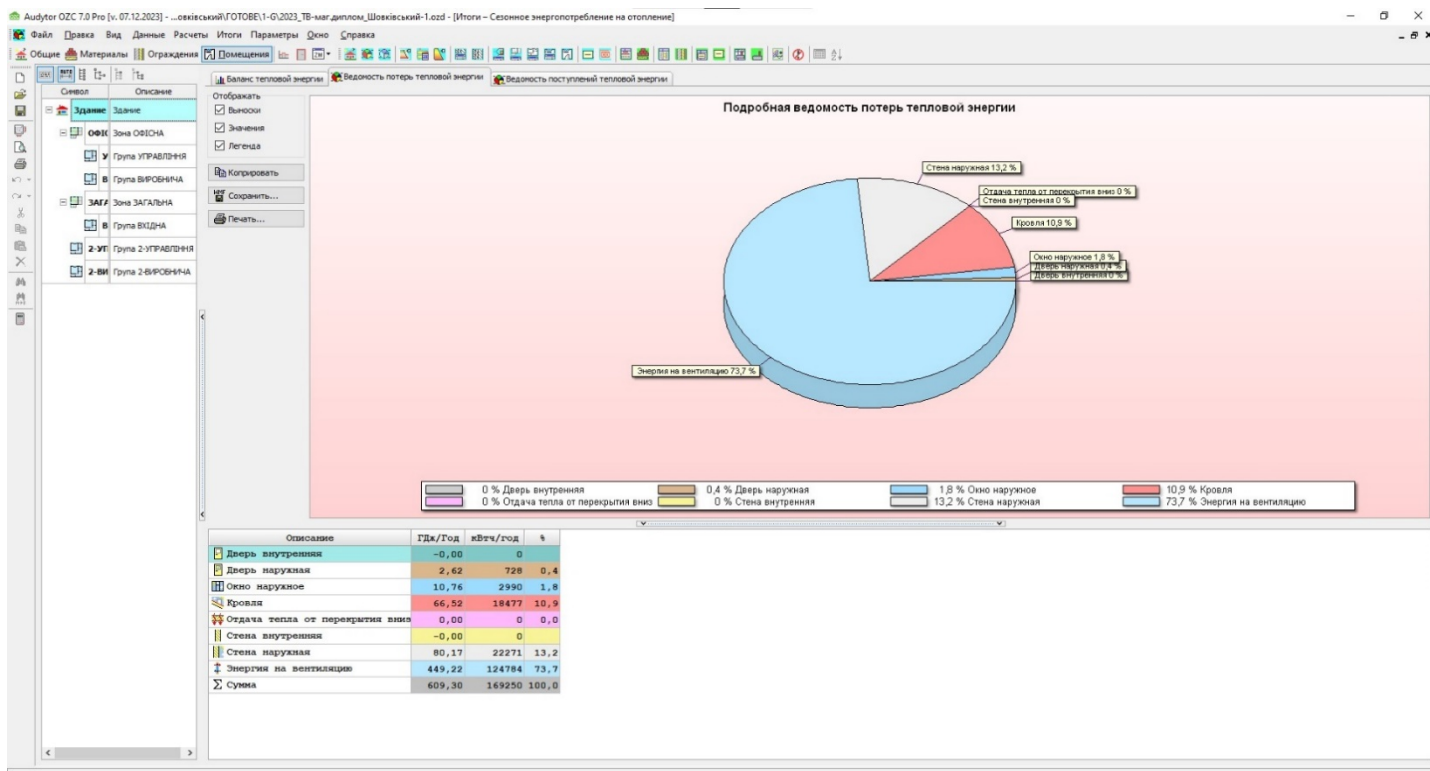 Audytor OZC 7.0 Pro [v. 07.12.2023] - ...овківський\ГОТОВЕ\1-G\2023_ТВ-маг.диплом_Шовківський-1.ozd - [Итоги – Сезонное энергопотребление на отопление]
Файл Правка Вид Данные Расчеты Итоги Параметры Окно Справка
Общие Материалы Ограждения Помещения
Символ Описание
Здание Здание
ОФІС Зона ОФІСНА
У Група УПРАВЛІННЯ
В Група ВИРОБНИЧА
ЗАГА Зона ЗАГАЛЬНА
В Група ВХІДНА
2-УП Група 2-УПРАВЛІННЯ
2-ВИ Група 2-ВИРОБНИЧА
Баланс тепловой энергии Ведомость потерь тепловой энергии Ведомость поступлений тепловой энергии
Отображать
Выноски
Значения
Легенда
Копировать
Сохранить...
Печать...
Подробная ведомость потерь тепловой энергии
Стена наружная 13,2 %
Отдача тепла от перекрытия вниз 0 %
Стена внутренняя 0 %
Кровля 10,9 %
Окно наружное 1,8 %
Дверь наружная 0,4 %
Дверь внутренняя 0 %
Энергия на вентиляцию 73,7 %
0 % Дверь внутренняя 0,4 % Дверь наружная 1,8 % Окно наружное 10,9 % Кровля
0 % Отдача тепла от перекрытия вниз 0 % Стена внутренняя 13,2 % Стена наружная 73,7 % Энергия на вентиляцию
Описание ГДж/Год кВтч/год %
Дверь внутренняя -0,00 0
Дверь наружная 2,62 728 0,4
Окно наружное 10,76 2990 1,8
Кровля 66,52 18477 10,9
Отдача тепла от перекрытия вниз 0,00 0 0,0
Стена внутренняя -0,00 0
Стена наружная 80,17 22271 13,2
Энергия на вентиляцию 449,22 124784 73,7
Σ Сумма 609,30 169250 100,0